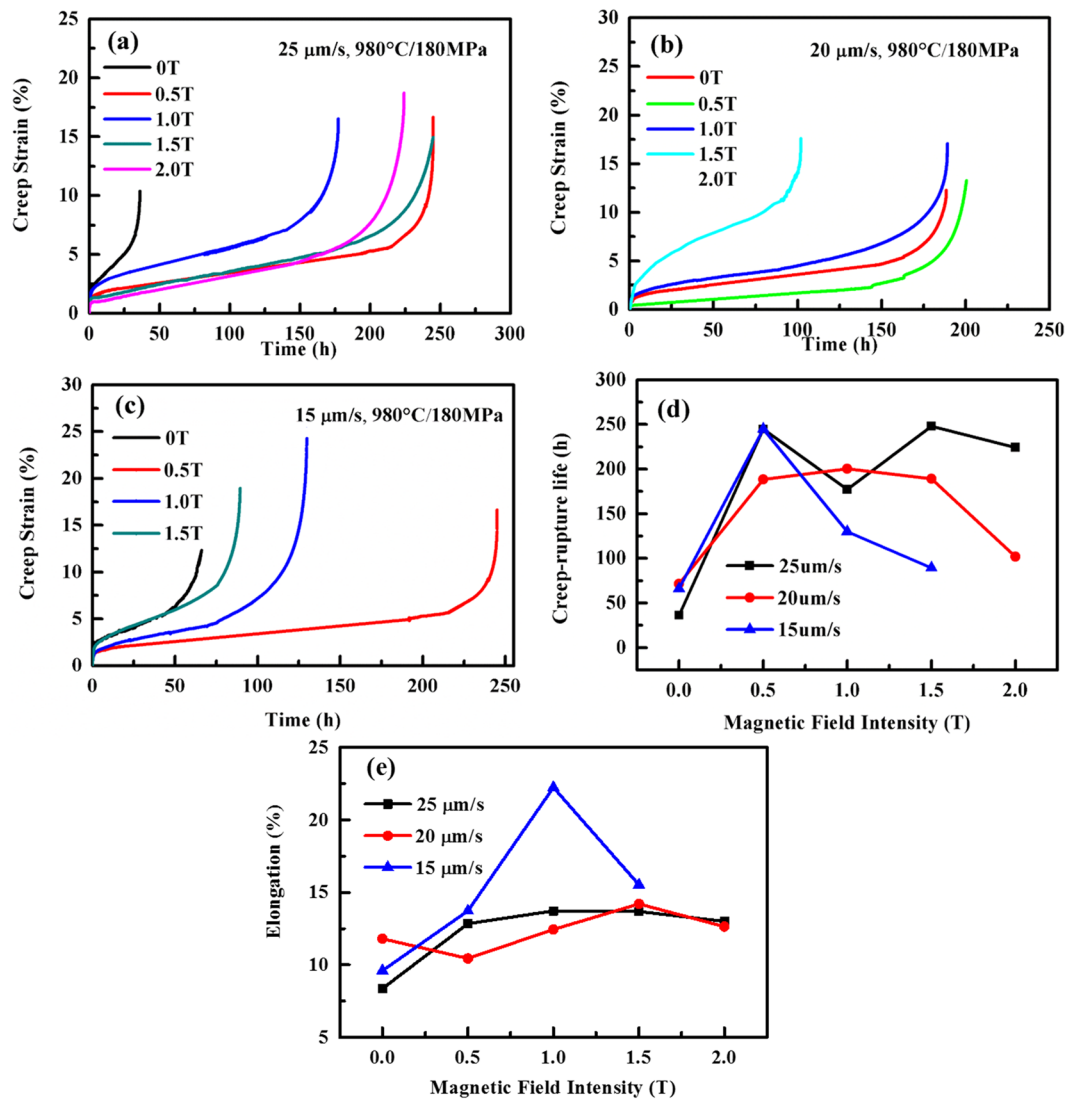 (a)
25 μm/s, 980°C/180MPa
0T
0.5T
1.0T
1.5T
2.0T
Creep Strain (%)
25
20
15
10
5
0
0 50 100 150 200 250 300
Time (h)
(b)
20 μm/s, 980°C/180MPa
0T
0.5T
1.0T
1.5T
2.0T
Creep Strain (%)
30
25
20
15
10
5
0
0 50 100 150 200 250
Time (h)
(c)
15 μm/s, 980°C/180MPa
0T
0.5T
1.0T
1.5T
Creep Strain (%)
30
25
20
15
10
5
0
0 50 100 150 200 250
Time (h)
(d)
Creep-rupture life (h)
300
250
200
150
100
50
0
25um/s
20um/s
15um/s
0.0 0.5 1.0 1.5 2.0
Magnetic Field Intensity (T)
(e)
25 μm/s
20 μm/s
15 μm/s
Elongation (%)
25
20
15
10
5
0.0 0.5 1.0 1.5 2.0
Magnetic Field Intensity (T)